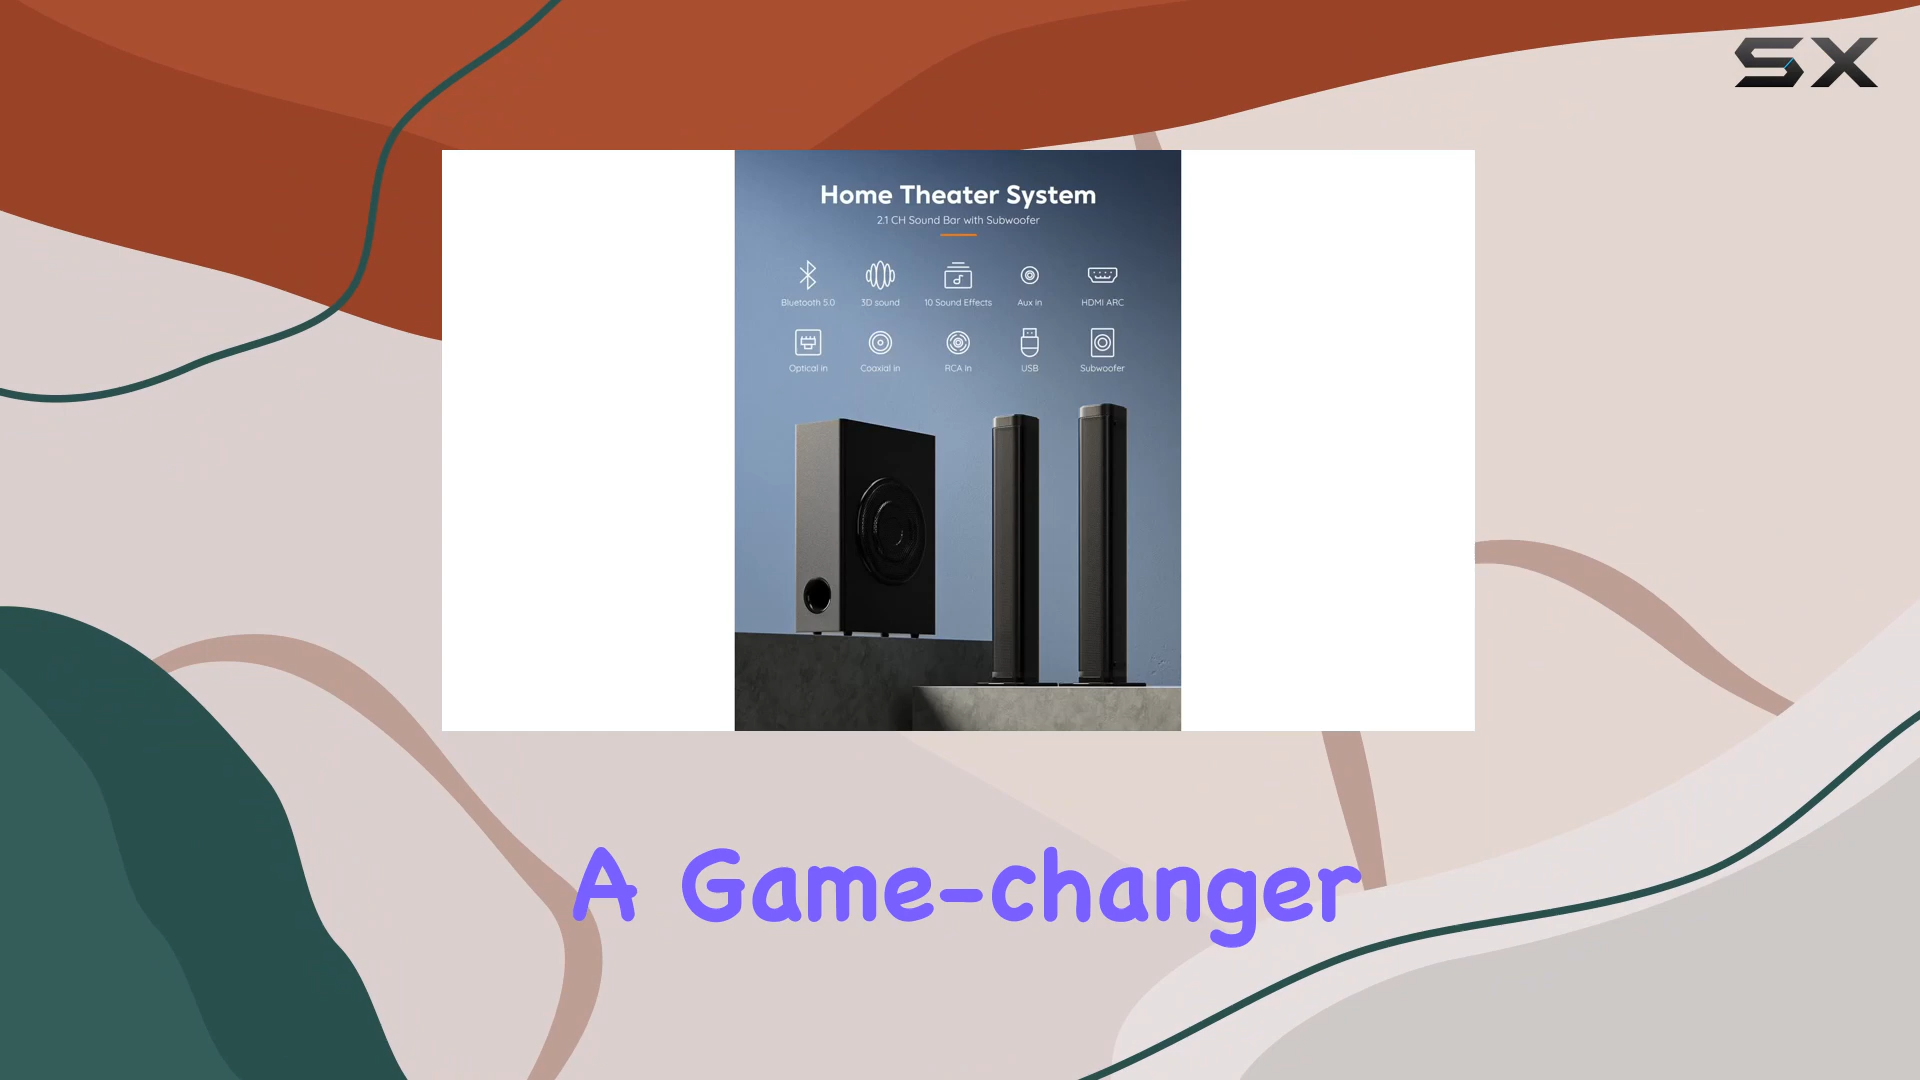 SX
Home Theater System
2.1 CH Sound Bar with Subwoofer
Bluetooth 5.0 3D sound 10 Sound Effects Aux in HDMI ARC
Optical in Coaxial in RCA in USB Subwoofer
A Game-changer